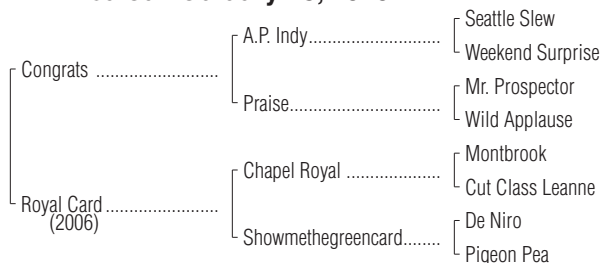 A.P. Indy
Seattle Slew
Weekend Surprise
Congrats
Praise
Mr. Prospector
Wild Applause
Royal Card
(2006)
Chapel Royal
Montbrook
Cut Class Leanne
Showmethegreencard
De Niro
Pigeon Pea